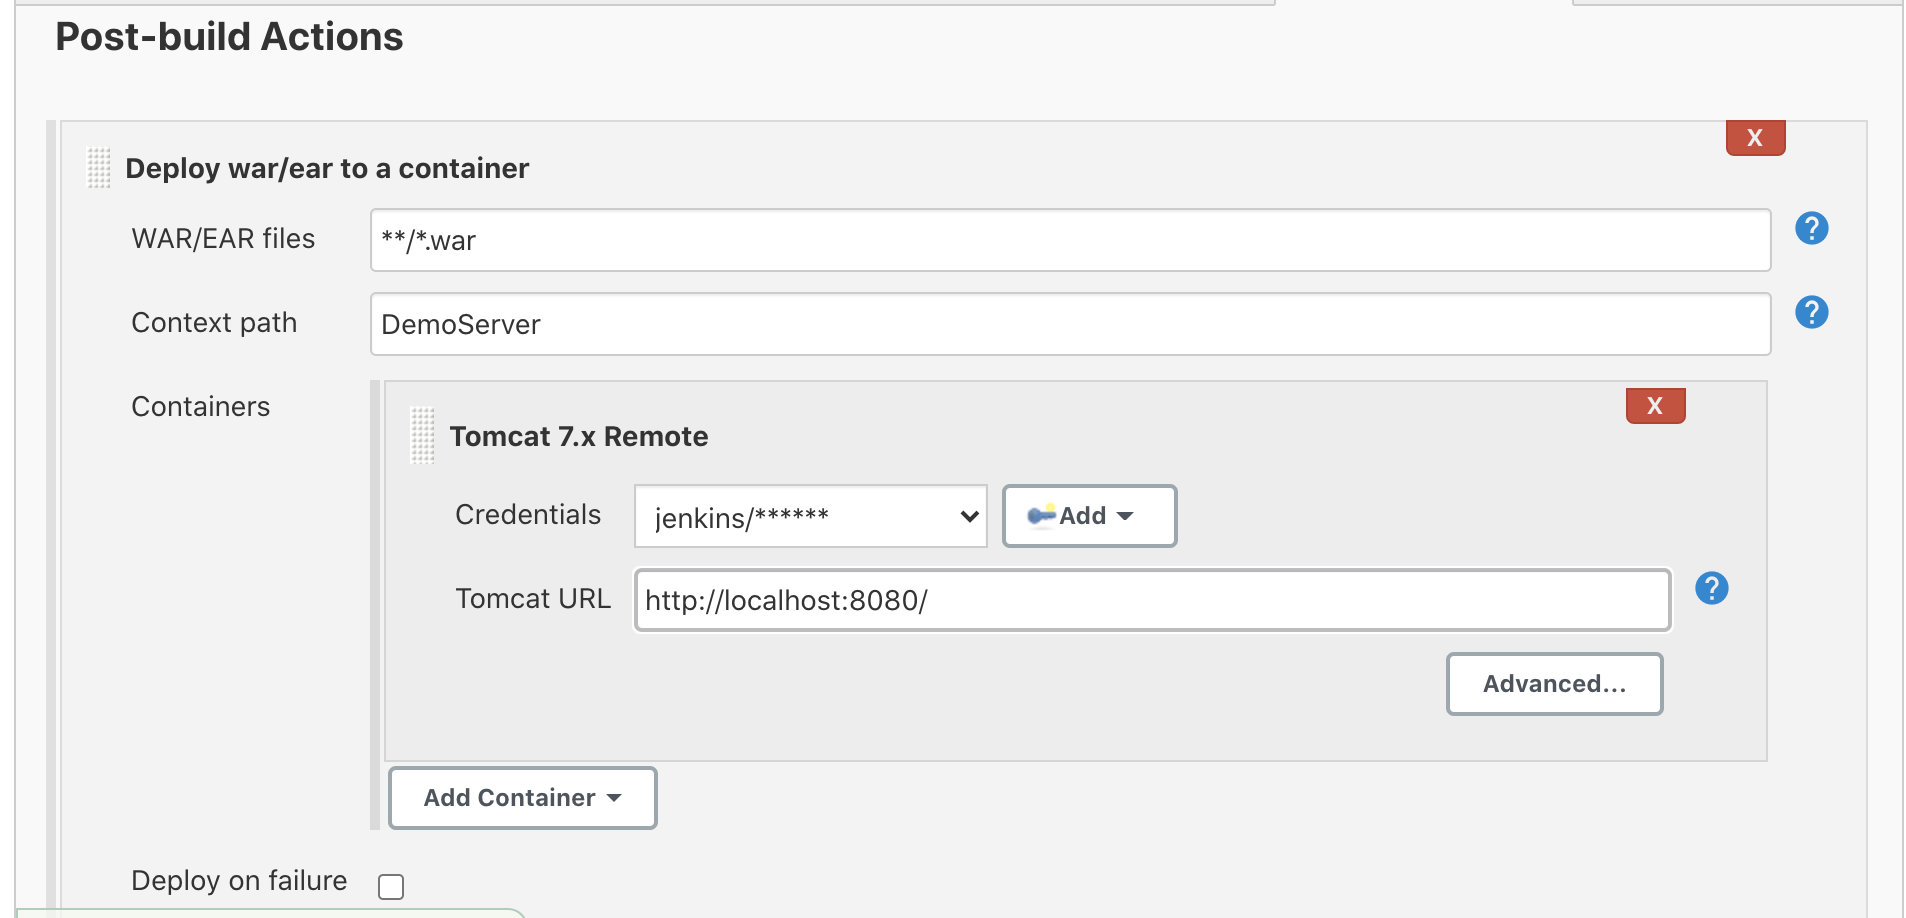 Post-build Actions
X
Deploy war/ear to a container
WAR/EAR files
**/*.war
?
Context path
DemoServer
?
Containers
X
Tomcat 7.x Remote
Credentials
jenkins/******
Add
Tomcat URL
http://localhost:8080/
?
Advanced...
Add Container
Deploy on failure